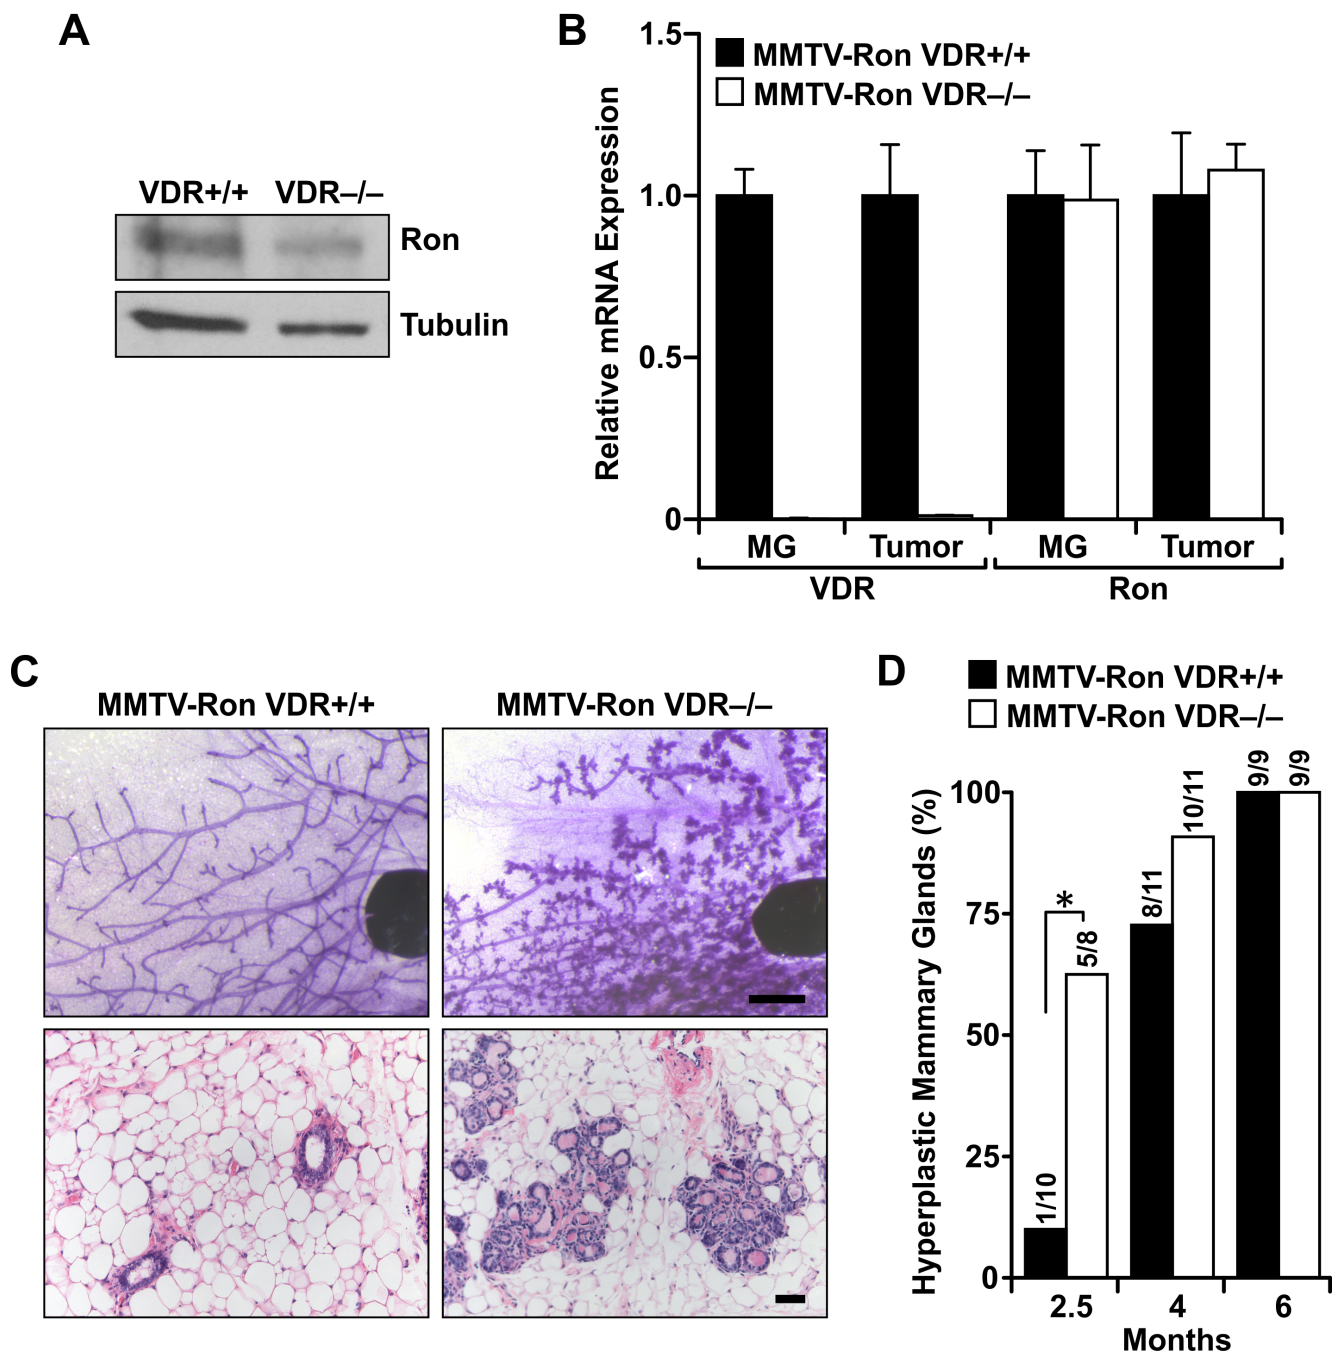 A
VDR+/+ VDR–/–
Ron
Tubulin
B
MMTV-Ron VDR+/+
MMTV-Ron VDR–/–
Relative mRNA Expression
1.5
1.0
0.5
0
MG Tumor MG Tumor
VDR Ron
C
MMTV-Ron VDR+/+ MMTV-Ron VDR–/–
D
MMTV-Ron VDR+/+
MMTV-Ron VDR–/–
Hyperplastic Mammary Glands (%)
100
75
50
25
0
1/10
*
5/8
8/11
10/11
9/9
9/9
2.5 4 6
Months